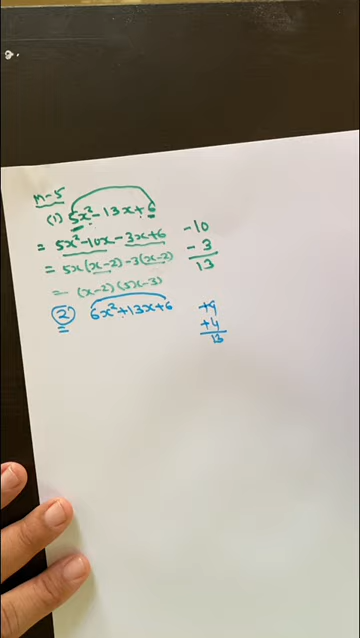 M-5
(1) 5x²-13x+6
= 5x²-10x-3x+6
-10
= 5x(x-2)-3(x-2)
-3
13
= (x-2)(5x-3)
(2) 6x²+13x+6
+9
+4
13